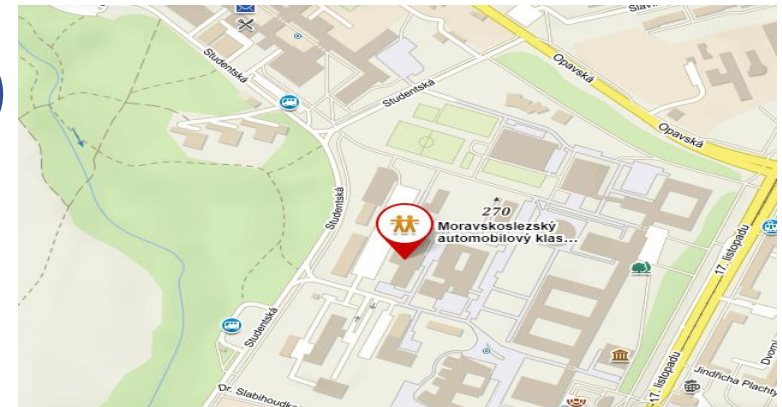 Studentská
Opavská
Studentská
Opavská
Studentská
270
Moravskoslezský
automobilový klas...
17. listopadu
Studentská
17. listopadu
Jindřicha Plachty
Dr. Slabihoudka